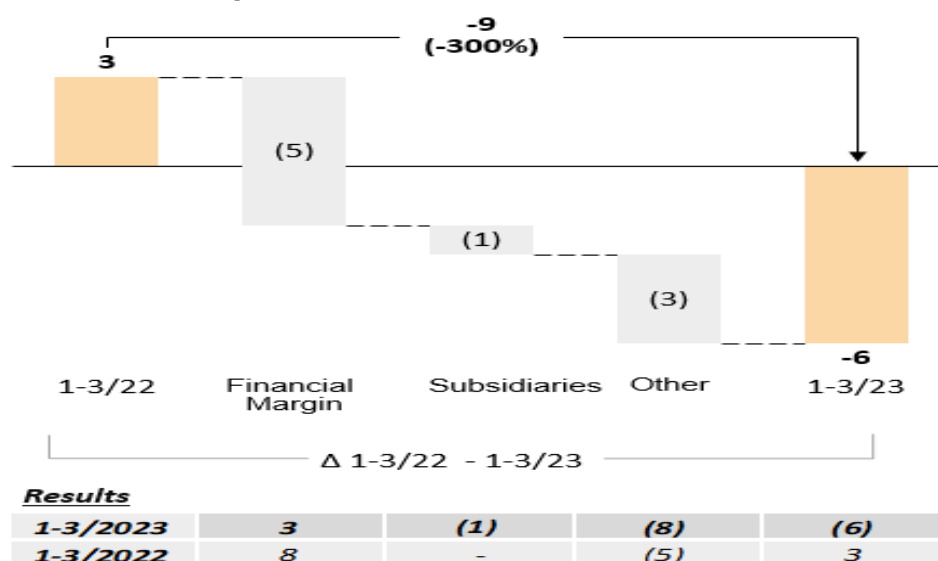 -9
(-300%)
3
(5)
(1)
(3)
-6
1-3/22 Financial Margin Subsidiaries Other 1-3/23
Δ 1-3/22 - 1-3/23
Results
1-3/2023 3 (1) (8) (6)
1-3/2022 8 - (5) 3